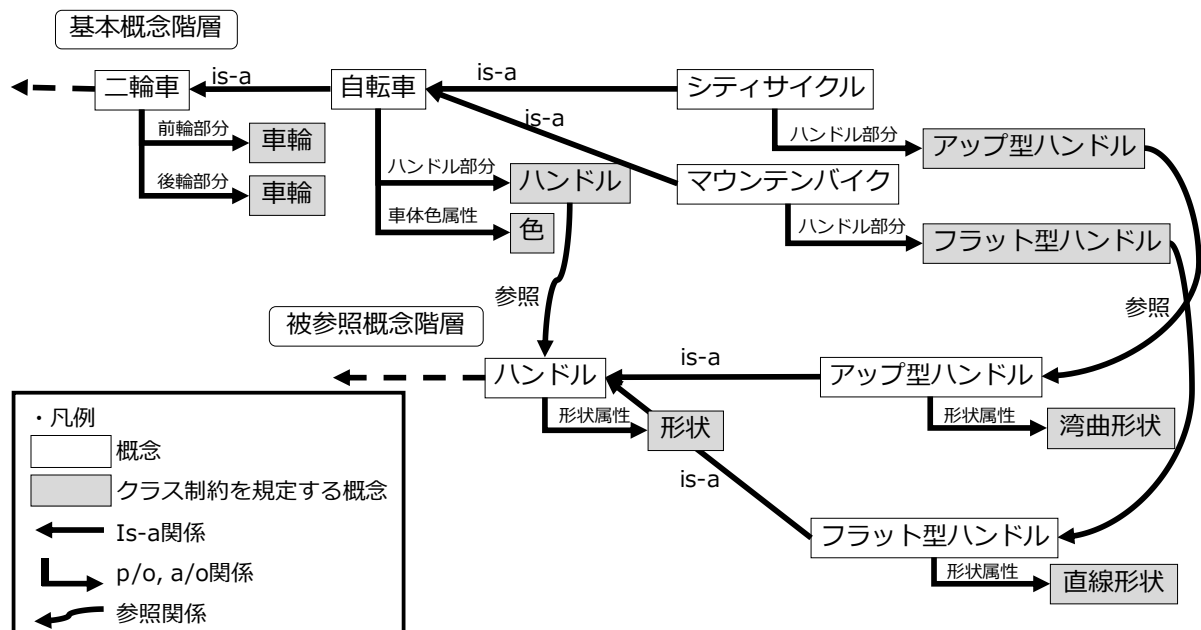 基本概念階層
二輪車
is-a
自転車
is-a
シティサイクル
is-a
前輪部分
車輪
ハンドル部分
アップ型ハンドル
後輪部分
車輪
ハンドル部分
ハンドル
マウンテンバイク
車体色属性
色
ハンドル部分
フラット型ハンドル
参照
参照
被参照概念階層
ハンドル
is-a
アップ型ハンドル
形状属性
形状
形状属性
湾曲形状
is-a
フラット型ハンドル
形状属性
直線形状
・凡例
概念
クラス制約を規定する概念
Is-a関係
p/o, a/o関係
参照関係